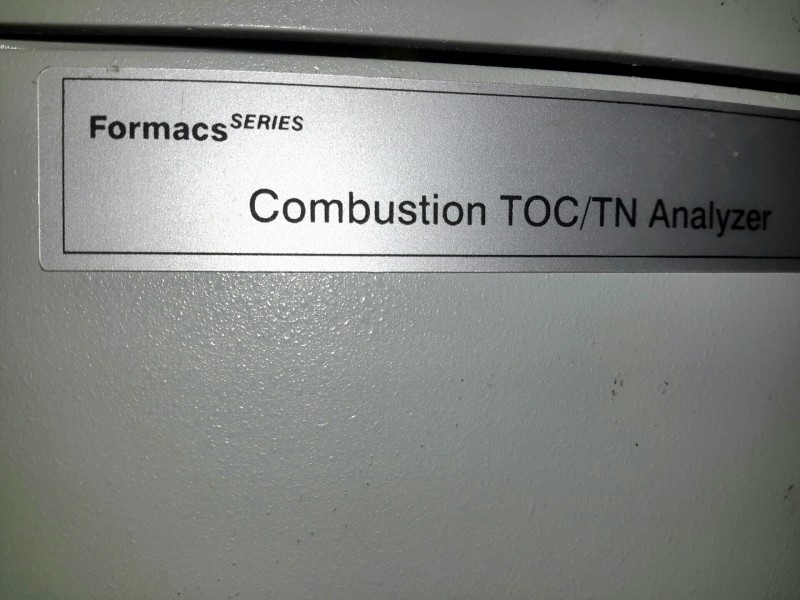 Formacs SERIES
Combustion TOC/TN Analyzer